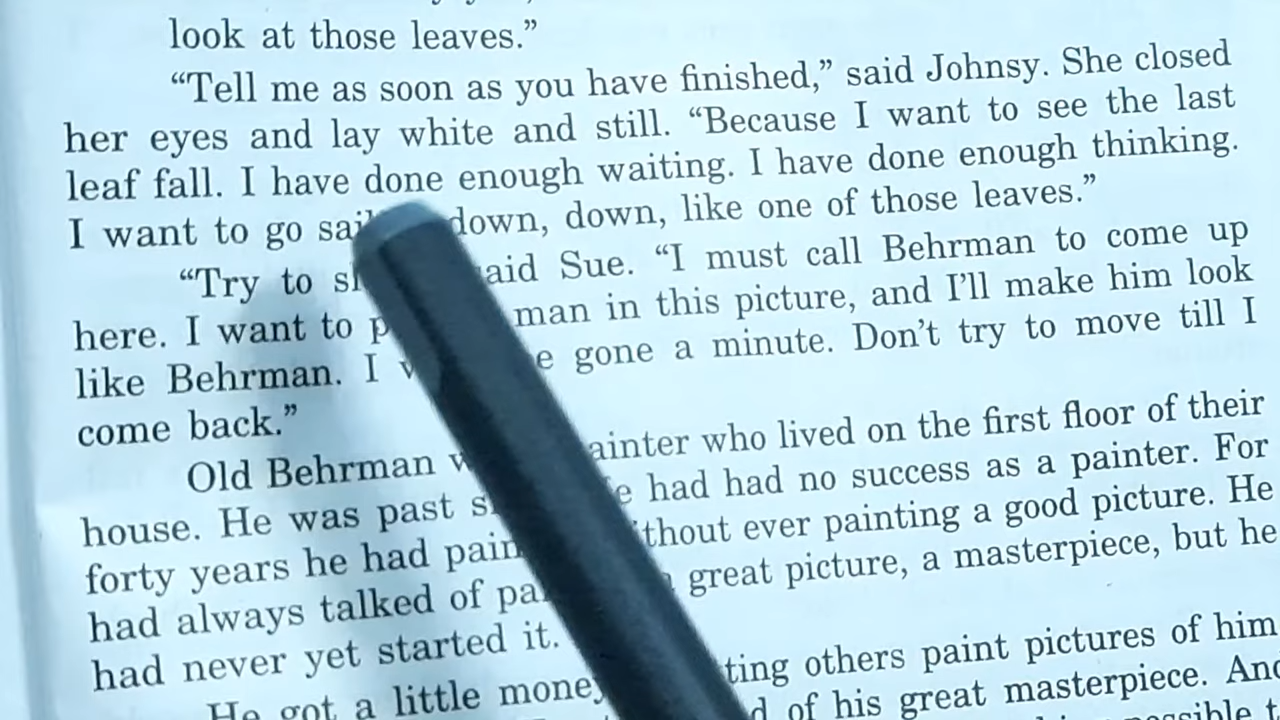 look at those leaves.”
“Tell me as soon as you have finished,” said Johnsy. She closed
her eyes and lay white and still. “Because I want to see the last
leaf fall. I have done enough waiting. I have done enough thinking.
I want to go down, down, like one of those leaves.”
“Try to said Sue. “I must call Behrman to come up
here. I want to man in this picture, and I’ll make him look
like Behrman. I gone a minute. Don’t try to move till I
come back.”
Old Behrman painter who lived on the first floor of their
house. He was past had had no success as a painter. For
forty years he had without ever painting a good picture. He
had always talked of great picture, a masterpiece, but he
had never yet started it.
He got a little money others paint pictures of him
of his great masterpiece. And